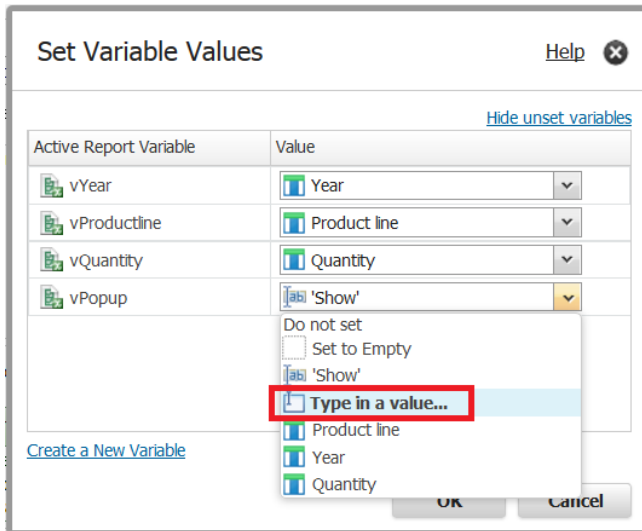 Set Variable Values Help
Hide unset variables
Active Report Variable Value
vYear Year
vProductline Product line
vQuantity Quantity
vPopup 'Show'
Do not set
Set to Empty
'Show'
Type in a value...
Product line
Create a New Variable
Year
Quantity
OK Cancel